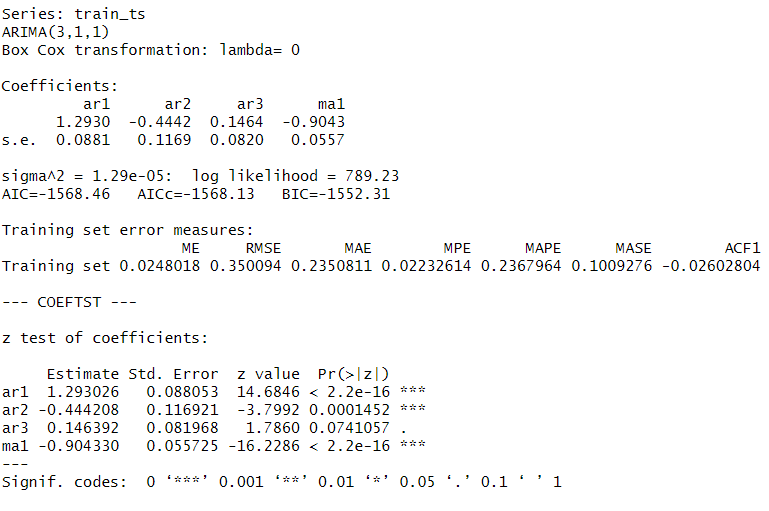 Series: train_ts
ARIMA(3,1,1)
Box Cox transformation: lambda= 0
Coefficients:
         ar1      ar2     ar3      ma1
      1.2930  -0.4442  0.1464  -0.9043
s.e.  0.0881   0.1169  0.0820   0.0557
sigma^2 = 1.29e-05:  log likelihood = 789.23
AIC=-1568.46   AICc=-1568.13   BIC=-1552.31
Training set error measures:
                    ME     RMSE       MAE        MPE      MAPE      MASE        ACF1
Training set 0.0248018 0.350094 0.2350811 0.02232614 0.2367964 0.1009276 -0.02602804
--- COEFTST ---
z test of coefficients:
     Estimate Std. Error  z value  Pr(>|z|)
ar1  1.293026   0.088053  14.6846 < 2.2e-16 ***
ar2 -0.444208   0.116921  -3.7992 0.0001452 ***
ar3  0.146392   0.081968   1.7860 0.0741057 .
ma1 -0.904330   0.055725 -16.2286 < 2.2e-16 ***
---
Signif. codes:  0 ‘***’ 0.001 ‘**’ 0.01 ‘*’ 0.05 ‘.’ 0.1 ‘ ’ 1